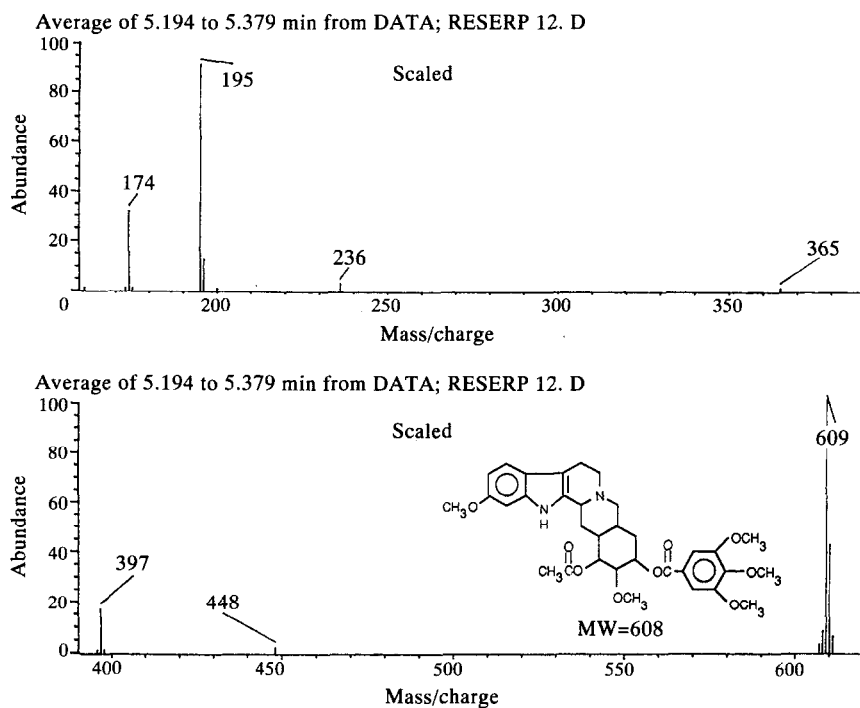 Average of 5.194 to 5.379 min from DATA; RESERP 12. D
100
80
60
40
20
0
Abundance
Scaled
195
174
236
365
200
250
300
350
Mass/charge
Average of 5.194 to 5.379 min from DATA; RESERP 12. D
100
80
60
40
20
0
Abundance
Scaled
609
397
448
CH₃O
N
N
H
O
CH₃CO
OCH₃
O
OC
OCH₃
OCH₃
OCH₃
MW=608
400
450
500
550
600
Mass/charge